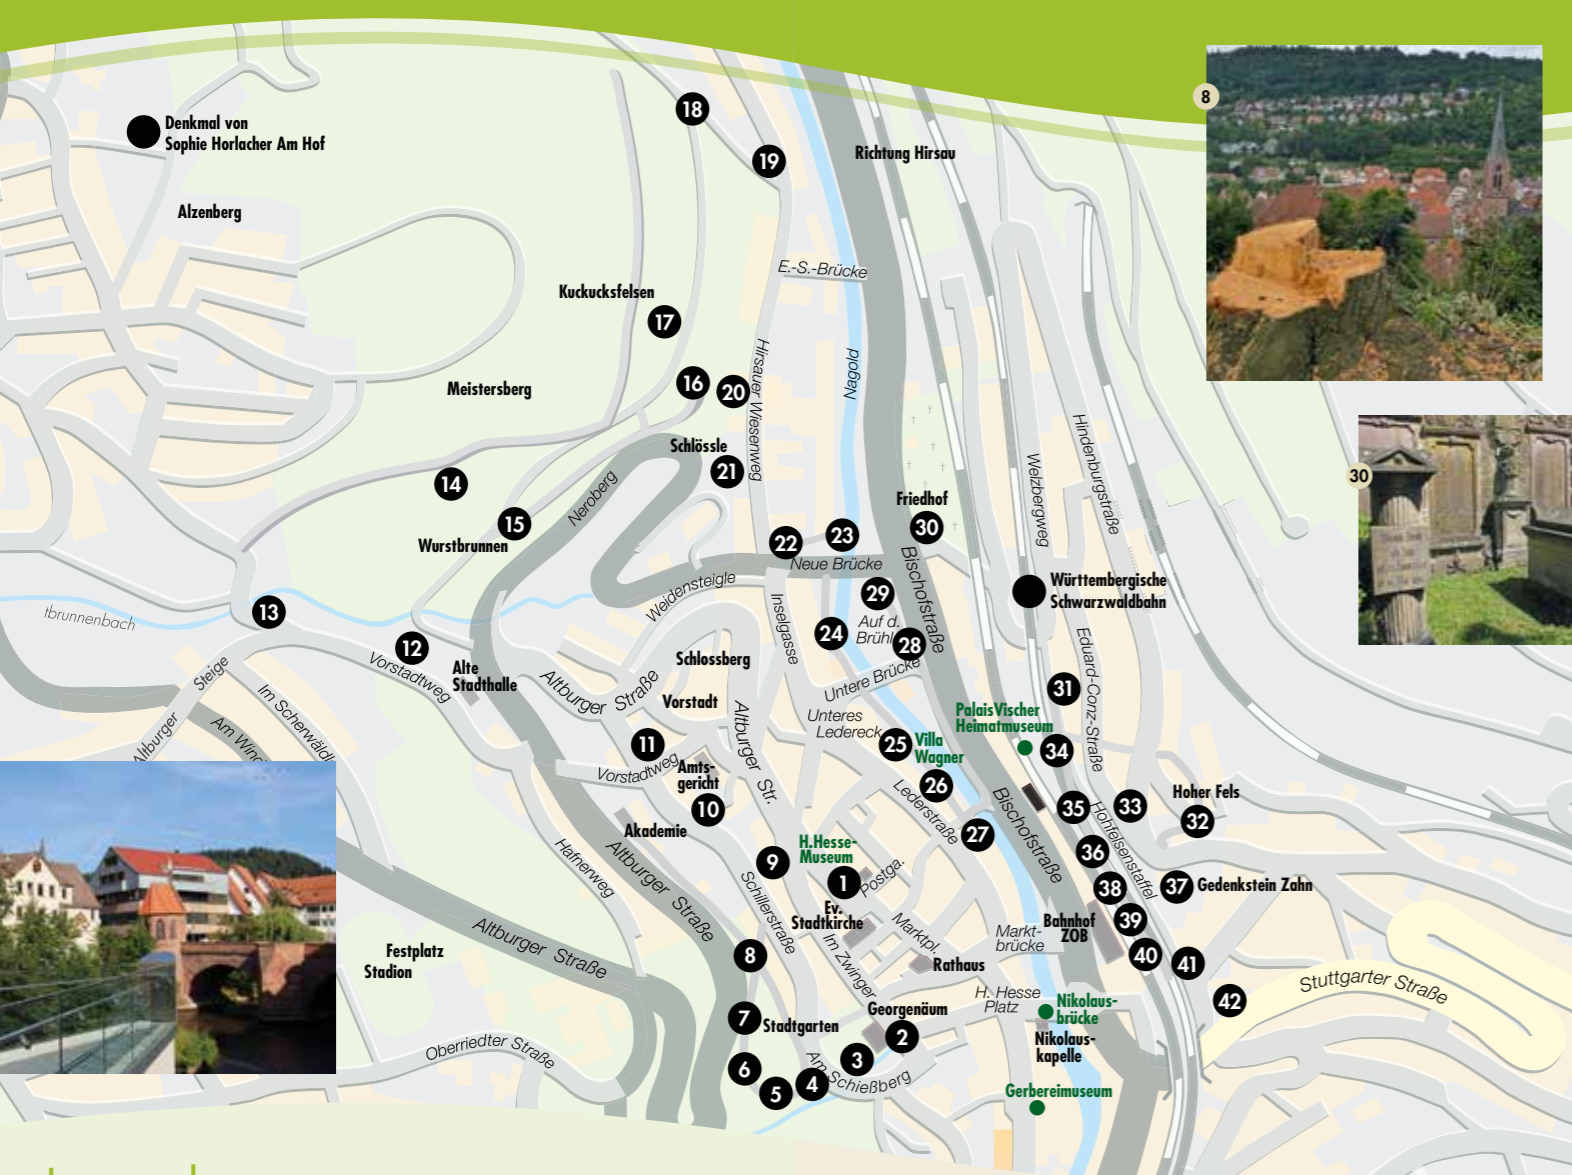 8
18
Denkmal von
Sophie Horlacher Am Hof
19
Richtung Hirsau
Alzenberg
E.-S.-Brücke
Kuckucksfelsen
17
Hirsauer Wiesenweg
Nagold
Meistersberg
16
20
Hindenburgstraße
Schlössle
21
Welzbergweg
30
14
Neroberg
Friedhof
30
15
Wurstbrunnen
22
23
Neue Brücke
Bischofstraße
Württembergische
Schwarzwaldbahn
Weidensteigle
29
13
tbrunnenbach
Inselgasse
24
Auf d.
Brühl
28
Eduard-Conz-Straße
12
Vorstadtweg
Alte
Stadthalle
Schlossberg
Altburger Straße
Steige
Altburger
Im Scherwäldl
Am Wind
Untere Brücke
31
Vorstadt
Altburger Str.
Unteres
Ledereck
25
Palais Vischer
Heimatmuseum
34
Villa
Wagner
11
Vorstadtweg
Amts-
gericht
26
10
Lederstraße
Bischofstraße
35
33
Hoher Fels
32
Akademie
27
Hohfelsenstaffel
H.Hesse-
Museum
9
1
Postga.
36
Hafnerweg
Altburger Straße
Schillerstraße
38
37
Gedenkstein Zahn
Ev.
Stadtkirche
Marktpl.
Markt-
brücke
Bahnhof
ZOB
39
Festplatz
Stadion
Altburger Straße
8
Im Zwinger
Rathaus
40
41
Stuttgarter Straße
H. Hesse
Platz
Nikolaus-
brücke
42
7
Stadtgarten
Georgenäum
2
Nikolaus-
kapelle
Oberriedter Straße
6
3
5
4
Am Schießberg
Gerbereimuseum